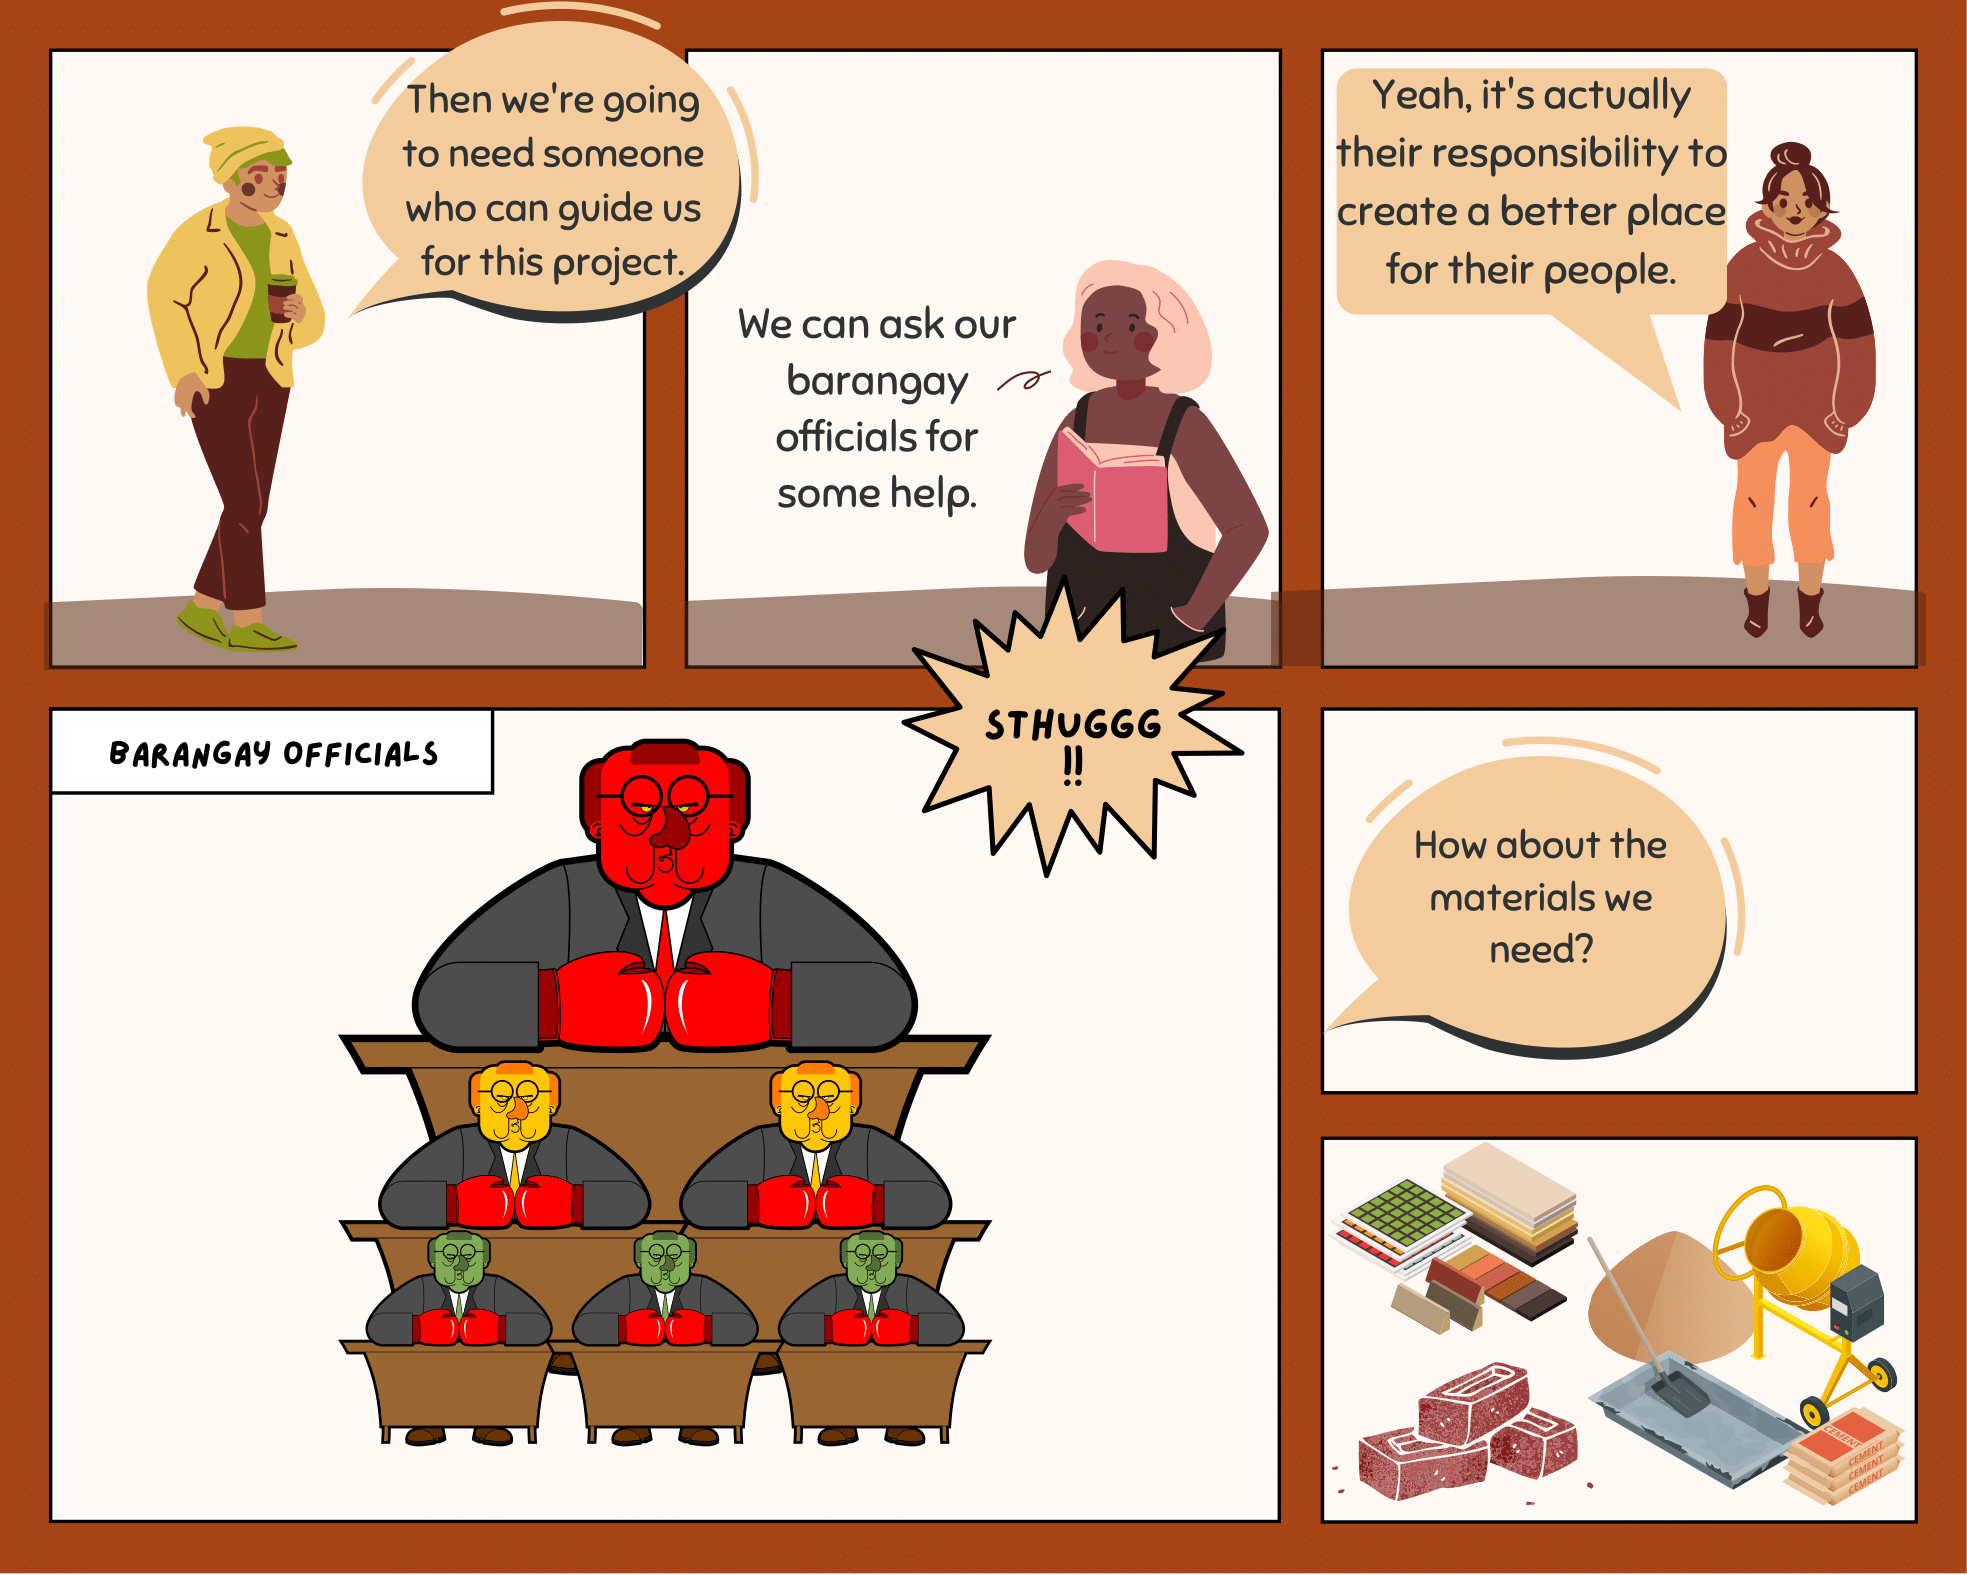 Then we're going
to need someone
who can guide us
for this project.
We can ask our
barangay
officials for
some help.
Yeah, it's actually
their responsibility to
create a better place
for their people.
STHUGGG
!!
BARANGAY OFFICIALS
How about the
materials we
need?
CEMENT
CEMENT
CEMENT
CEMENT